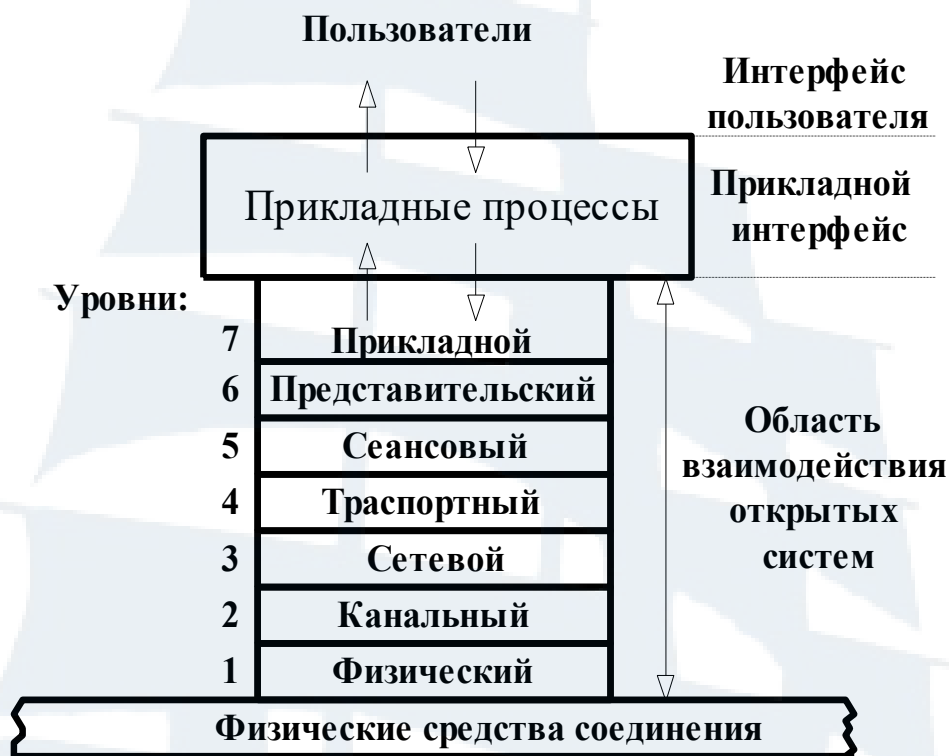 Пользователи
Интерфейс
пользователя
Прикладные процессы
Прикладной
интерфейс
Уровни:
7 Прикладной
6 Представительский
5 Сеансовый
4 Траспортный
3 Сетевой
2 Канальный
1 Физический
Область
взаимодействия
открытых
систем
Физические средства соединения